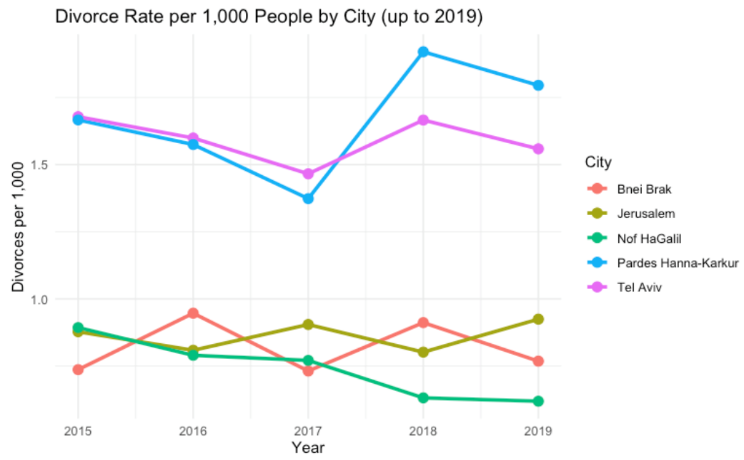 Divorce Rate per 1,000 People by City (up to 2019)
Divorces per 1,000
1.5
1.0
2015 2016 2017 2018 2019
Year
City
Bnei Brak
Jerusalem
Nof HaGalil
Pardes Hanna-Karkur
Tel Aviv